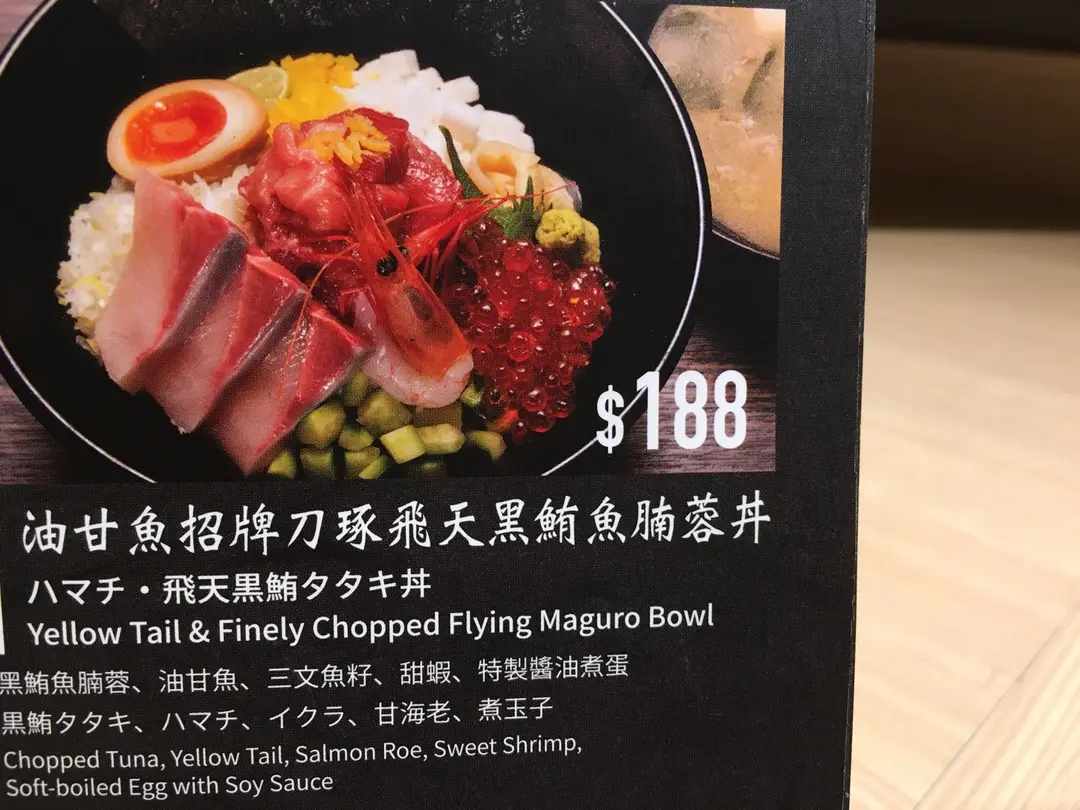 $188
油甘魚招牌刀琢飛天黑鮪魚腩蓉丼
ハマチ・飛天黒鮪タタキ丼
Yellow Tail & Finely Chopped Flying Maguro Bowl
黑鮪魚腩蓉、油甘魚、三文魚籽、甜蝦、特製醬油煮蛋
黒鮪タタキ、ハマチ、イクラ、甘海老、煮玉子
Chopped Tuna, Yellow Tail, Salmon Roe, Sweet Shrimp,
Soft-boiled Egg with Soy Sauce